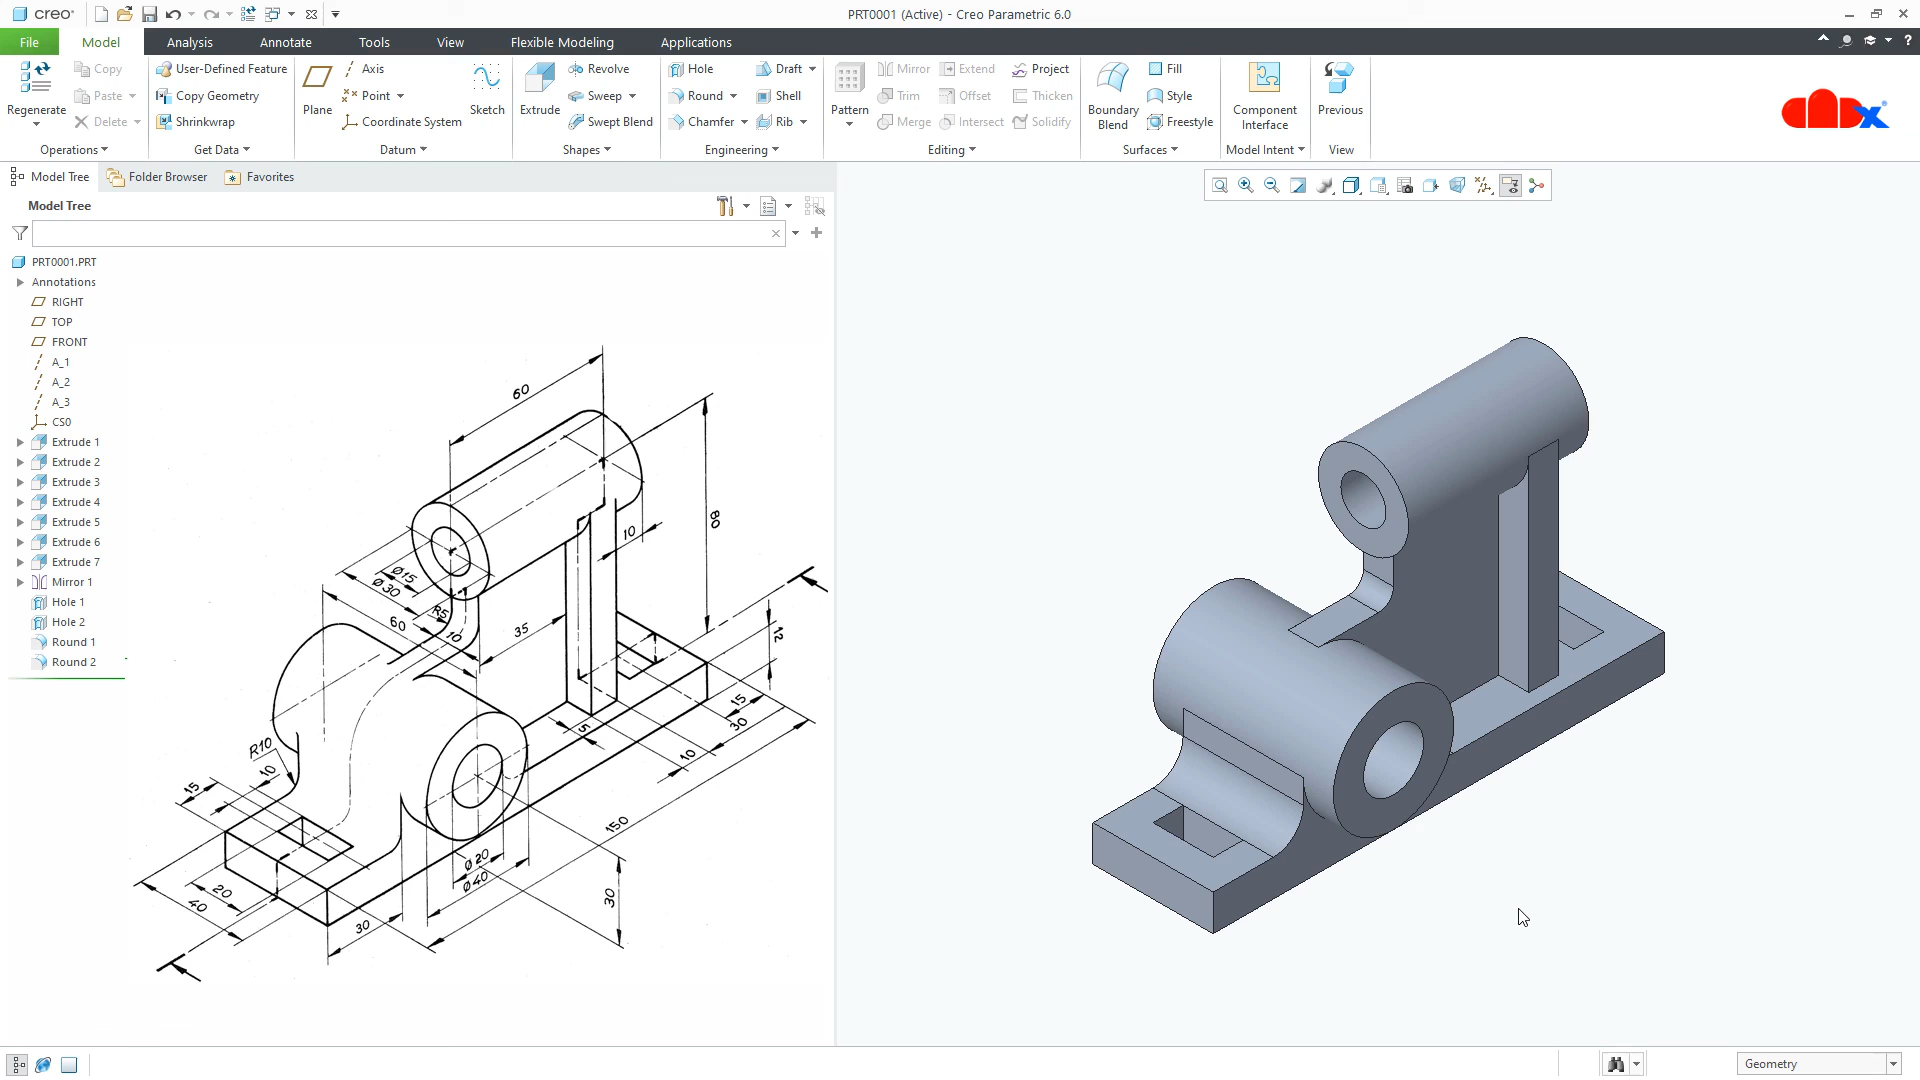 creo
PRT0001 (Active) - Creo Parametric 6.0
File Model Analysis Annotate Tools View Flexible Modeling Applications
Regenerate
Copy
Paste
Delete
Operations
User-Defined Feature
Copy Geometry
Shrinkwrap
Get Data
Plane
Axis
Point
Coordinate System
Sketch
Datum
Extrude
Revolve
Sweep
Swept Blend
Shapes
Hole
Round
Chamfer
Draft
Shell
Rib
Engineering
Pattern
Mirror
Trim
Merge
Extend
Offset
Intersect
Project
Thicken
Solidify
Editing
Boundary
Blend
Fill
Style
Freestyle
Surfaces
Component
Interface
Model Intent
Previous
View
Model Tree Folder Browser Favorites
Model Tree
PRT0001.PRT
Annotations
RIGHT
TOP
FRONT
A_1
A_2
A_3
CS0
Extrude 1
Extrude 2
Extrude 3
Extrude 4
Extrude 5
Extrude 6
Extrude 7
Mirror 1
Hole 1
Hole 2
Round 1
Round 2
60
80
10
Ø15
Ø30
R5
60
10
35
12
15
30
5
10
R10
10
15
150
Ø20
Ø40
20
40
30
30
Geometry